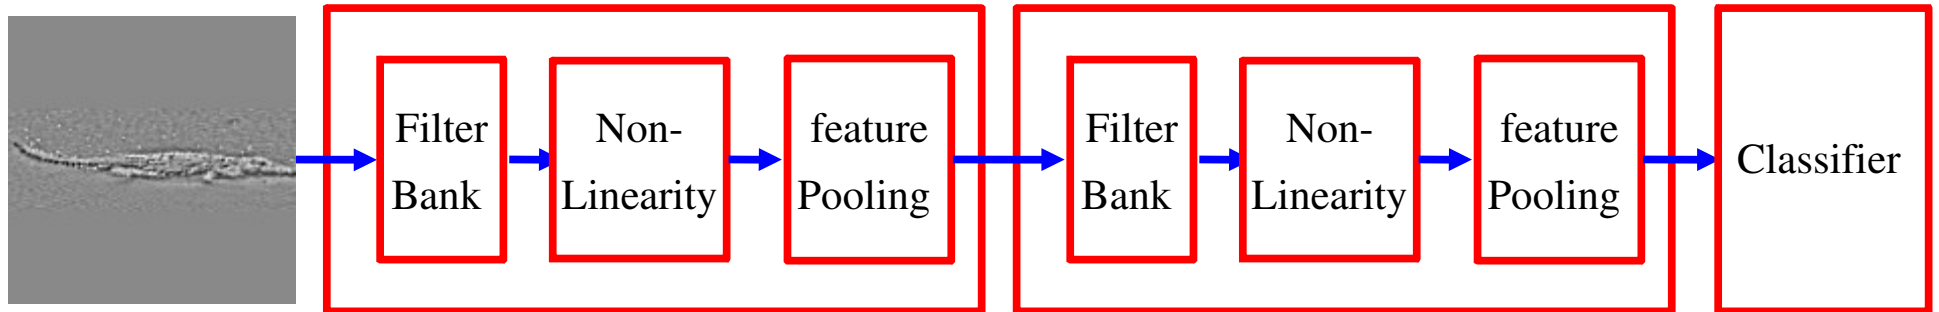 Filter
Bank
Non-
Linearity
feature
Pooling
Filter
Bank
Non-
Linearity
feature
Pooling
Classifier